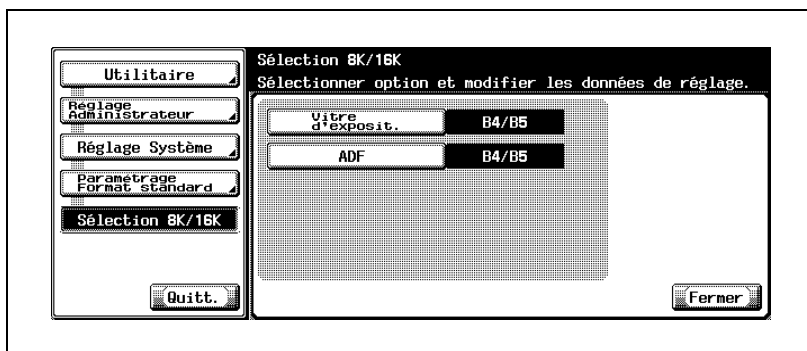 Utilitaire
Réglage
Administrateur
Réglage Système
Paramétrage
Format standard
Sélection 8K/16K
Quitt.
Sélection 8K/16K
Sélectionner option et modifier les données de réglage.
Vitre
d'exposit.
B4/B5
ADF
B4/B5
Fermer